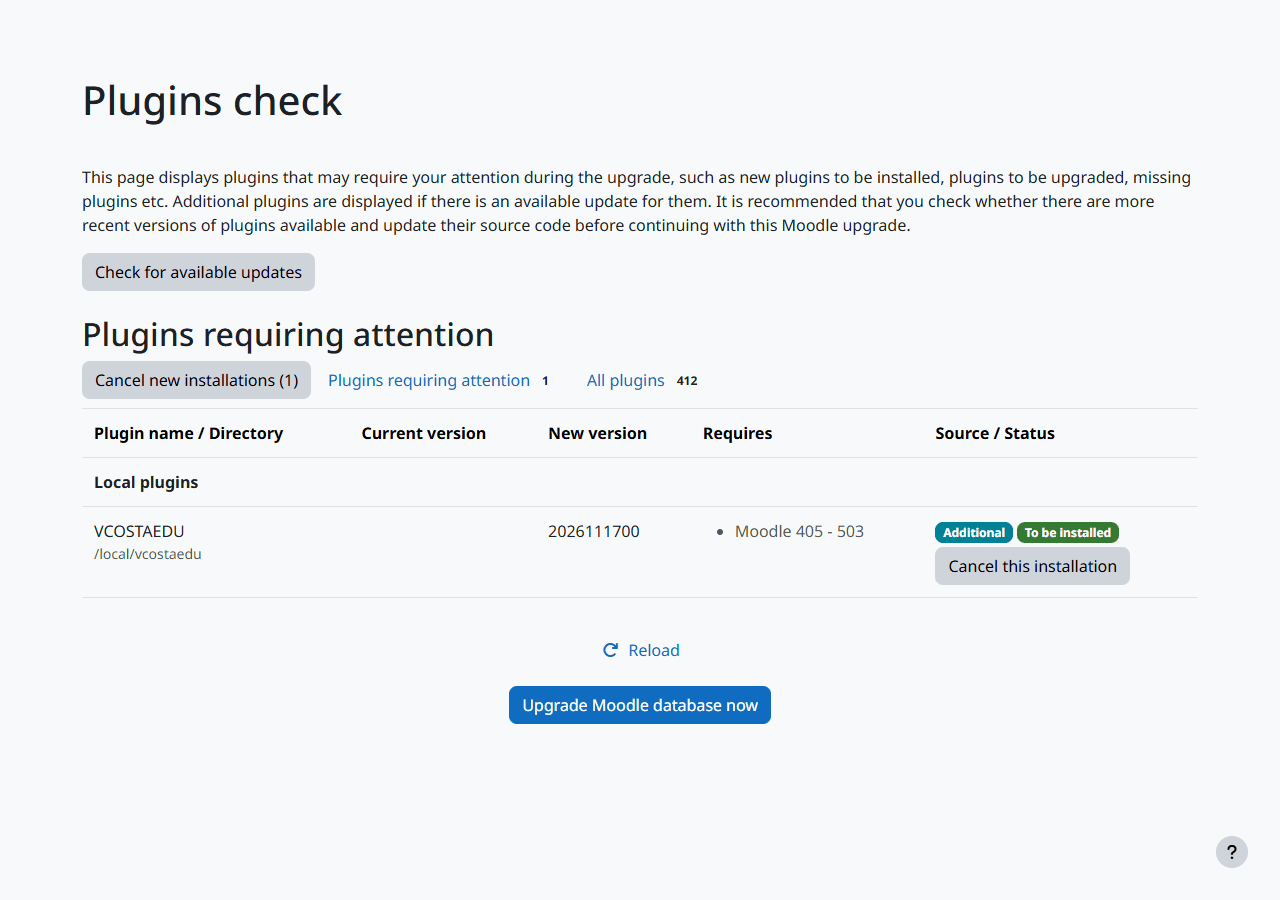 Plugins check
This page displays plugins that may require your attention during the upgrade, such as new plugins to be installed, plugins to be upgraded, missing
plugins etc. Additional plugins are displayed if there is an available update for them. It is recommended that you check whether there are more
recent versions of plugins available and update their source code before continuing with this Moodle upgrade.
Check for available updates
Plugins requiring attention
Cancel new installations (1) Plugins requiring attention 1 All plugins 412
Plugin name / Directory Current version New version Requires Source / Status
Local plugins
VCOSTAEDU 2026111700 Moodle 405 - 503 Additional To be installed
/local/vcostaedu
Cancel this installation
Reload
Upgrade Moodle database now
?